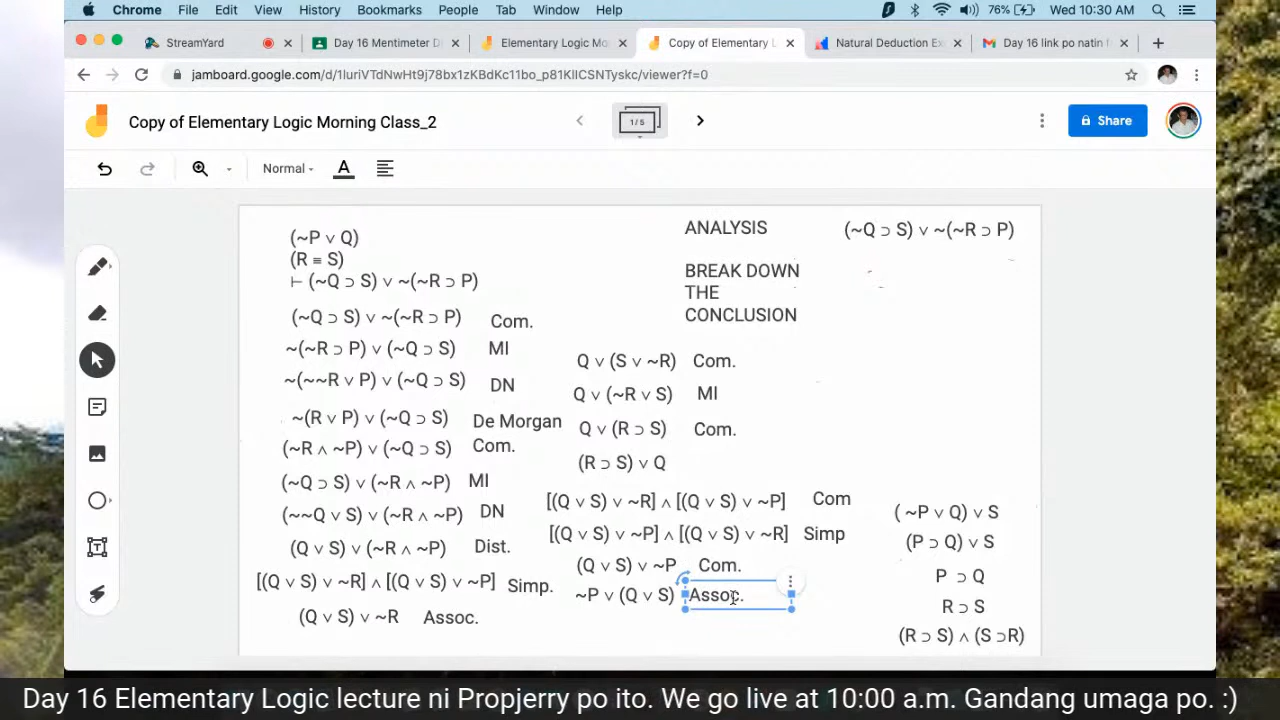 Chrome File Edit View History Bookmarks People Tab Window Help 76% Wed 10:30 AM
StreamYard Day 16 Mentimeter D Elementary Logic Mo Copy of Elementary L Natural Deduction Ex Day 16 link po natin f
jamboard.google.com/d/1luriVTdNwHt9j78bx1zKBdKc11bo_p81KlICSNTyskc/viewer?f=0
Copy of Elementary Logic Morning Class_2
1/5
Share
Normal A
(~P ∨ Q)
(R ≡ S)
⊢ (~Q ⊃ S) ∨ ~(~R ⊃ P)
(~Q ⊃ S) ∨ ~(~R ⊃ P) Com.
~(~R ⊃ P) ∨ (~Q ⊃ S) MI
~(~~R ∨ P) ∨ (~Q ⊃ S) DN
~(R ∨ P) ∨ (~Q ⊃ S) De Morgan
(~R ∧ ~P) ∨ (~Q ⊃ S) Com.
(~Q ⊃ S) ∨ (~R ∧ ~P) MI
(~~Q ∨ S) ∨ (~R ∧ ~P) DN
(Q ∨ S) ∨ (~R ∧ ~P) Dist.
[(Q ∨ S) ∨ ~R] ∧ [(Q ∨ S) ∨ ~P] Simp.
(Q ∨ S) ∨ ~R Assoc.
Q ∨ (S ∨ ~R) Com.
Q ∨ (~R ∨ S) MI
Q ∨ (R ⊃ S) Com.
(R ⊃ S) ∨ Q
[(Q ∨ S) ∨ ~R] ∧ [(Q ∨ S) ∨ ~P] Com
[(Q ∨ S) ∨ ~P] ∧ [(Q ∨ S) ∨ ~R] Simp
(Q ∨ S) ∨ ~P Com.
~P ∨ (Q ∨ S) Assoc.
ANALYSIS (~Q ⊃ S) ∨ ~(~R ⊃ P)
BREAK DOWN
THE
CONCLUSION
( ~P ∨ Q) ∨ S
(P ⊃ Q) ∨ S
P ⊃ Q
R ⊃ S
(R ⊃ S) ∧ (S ⊃R)
Day 16 Elementary Logic lecture ni Propjerry po ito. We go live at 10:00 a.m. Gandang umaga po. :)